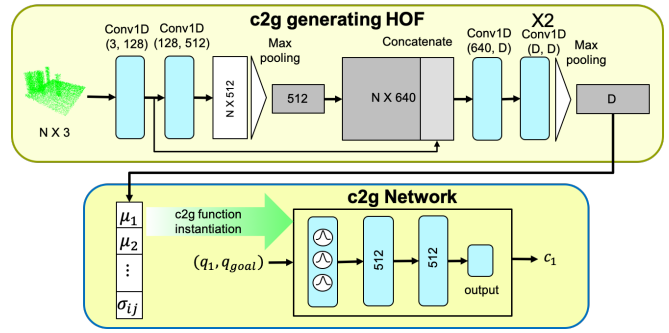 c2g generating HOF
X2
Conv1D
(3, 128)
Conv1D
(128, 512)
Max
pooling
Concatenate
Conv1D
(640, D)
Conv1D
(D, D)
Max
pooling
N X 3
N X 512
512
N X 640
D
c2g Network
μ₁
μ₂
⋮
σᵢⱼ
c2g function
instantiation
(q₁, q_goal)
512
512
output
c₁